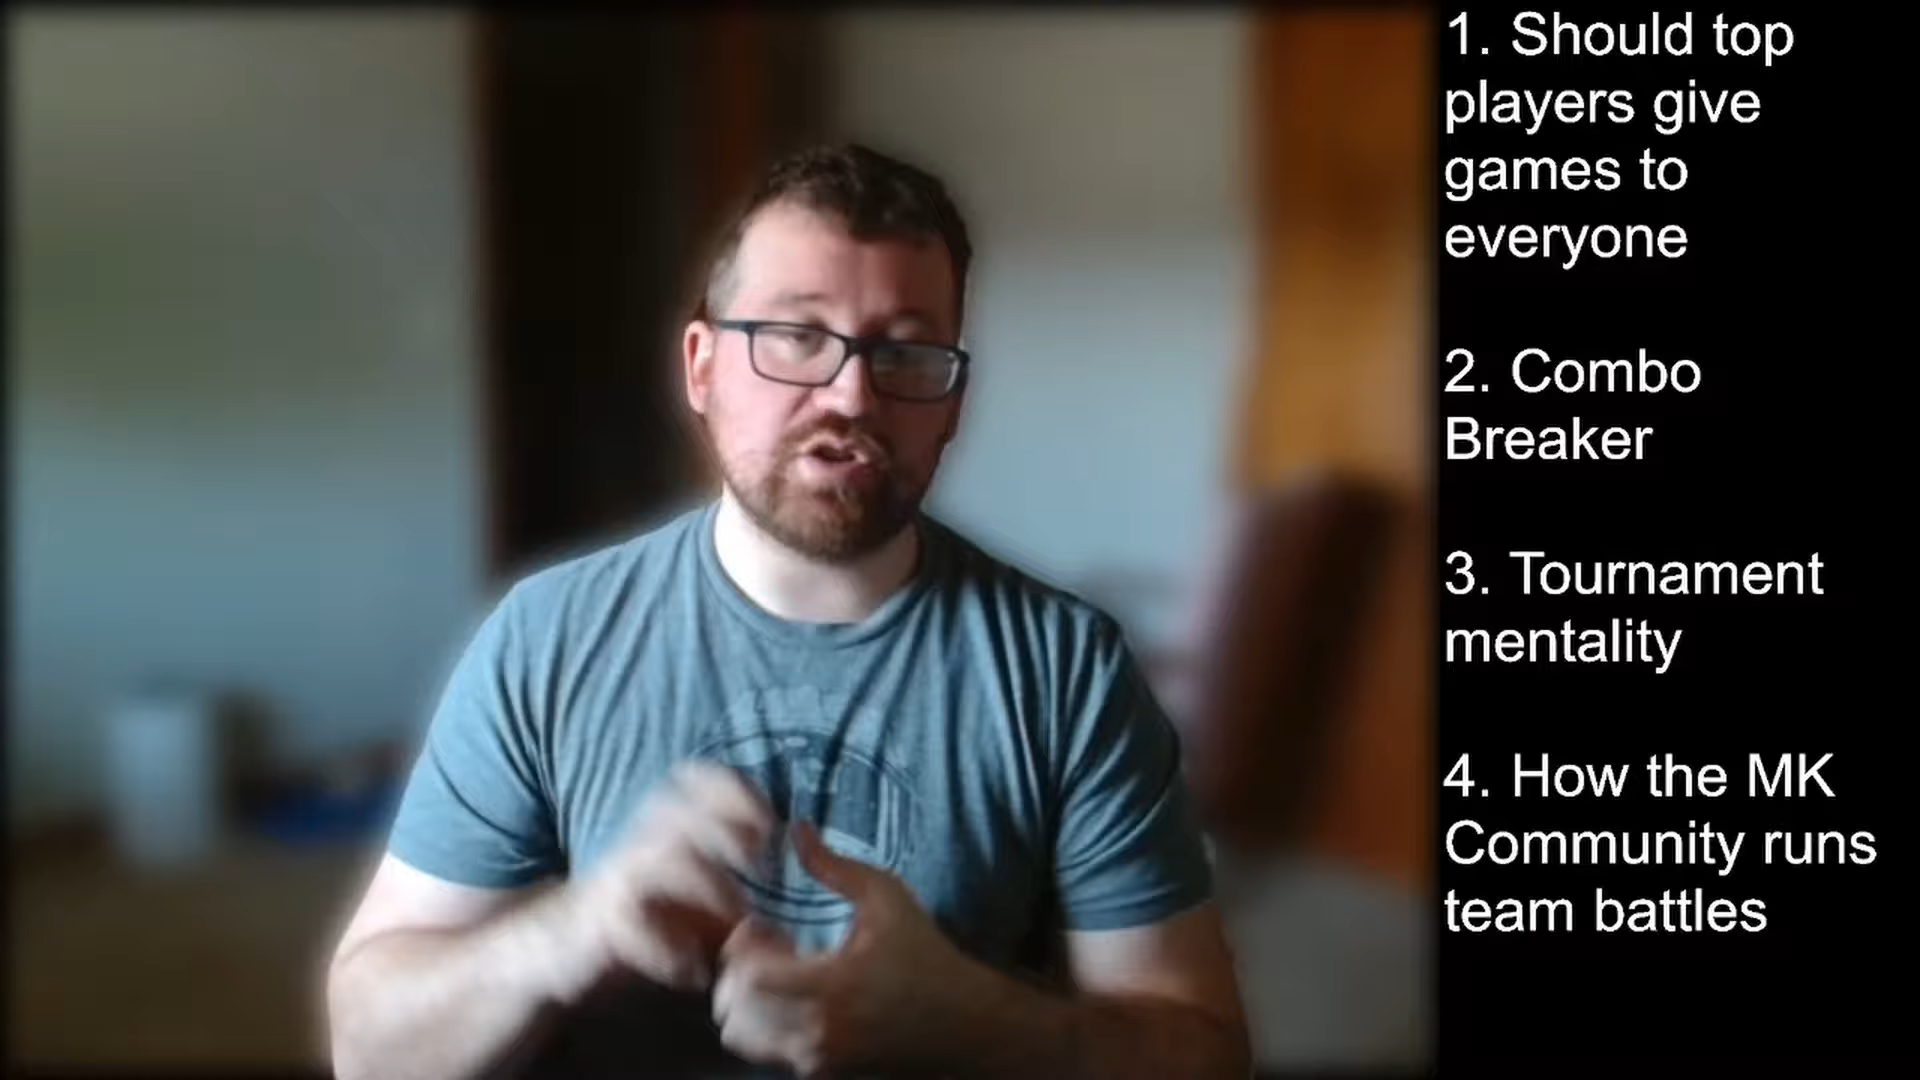 1. Should top
players give
games to
everyone
2. Combo
Breaker
3. Tournament
mentality
4. How the MK
Community runs
team battles